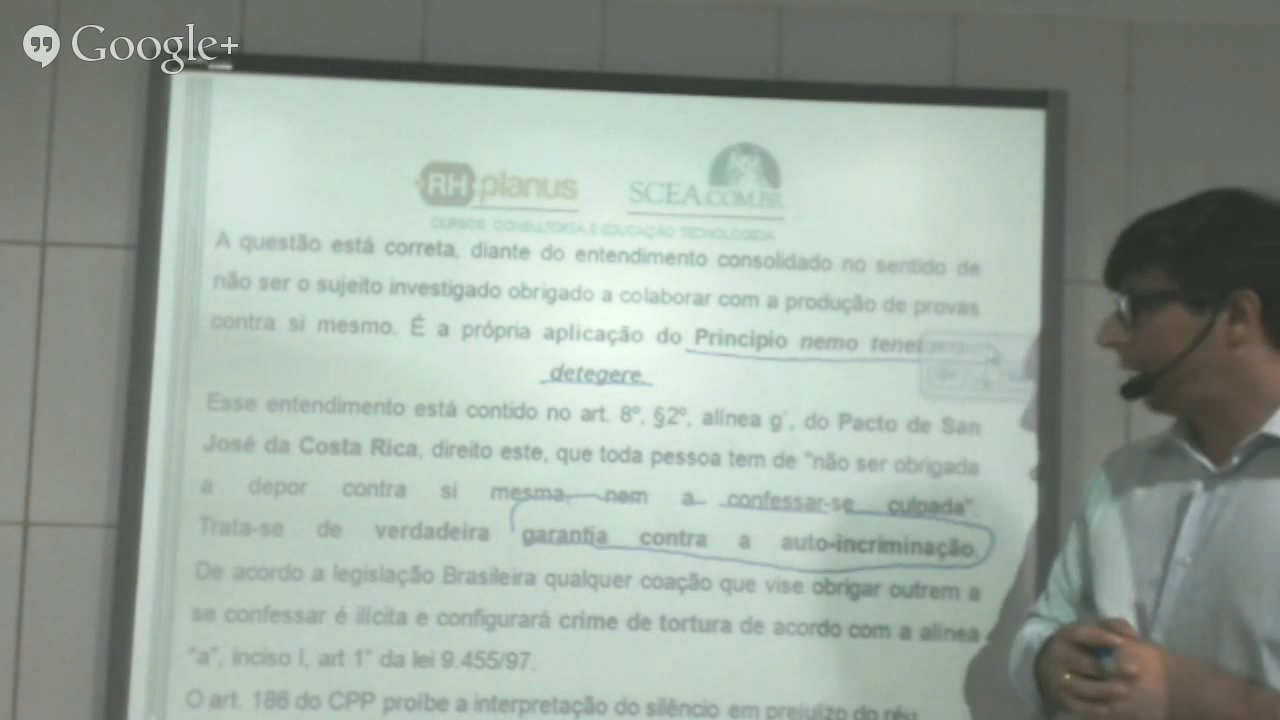 Google+
RH planus
SCEA.COM.BR
CURSOS, CONSULTORIA E EDUCAÇÃO TECNOLOGICA
A questão está correta, diante do entendimento consolidado no sentido de
não ser o sujeito investigado obrigado a colaborar com a produção de provas
contra si mesmo. É a própria aplicação do Princípio nemo tenet
detegere.
Esse entendimento está contido no art. 8º, §2º, alínea g', do Pacto de San
José da Costa Rica, direito este, que toda pessoa tem de "não ser obrigada
a depor contra si mesma, nem a confessar-se culpada".
Trata-se de verdadeira garantia contra a auto-incriminação.
De acordo a legislação Brasileira qualquer coação que vise obrigar outrem a
se confessar é ilícita e configurará crime de tortura de acordo com a alínea
"a", inciso I, art 1° da lei 9.455/97.
O art. 186 do CPP proíbe a interpretação do silêncio em prejuízo do réu